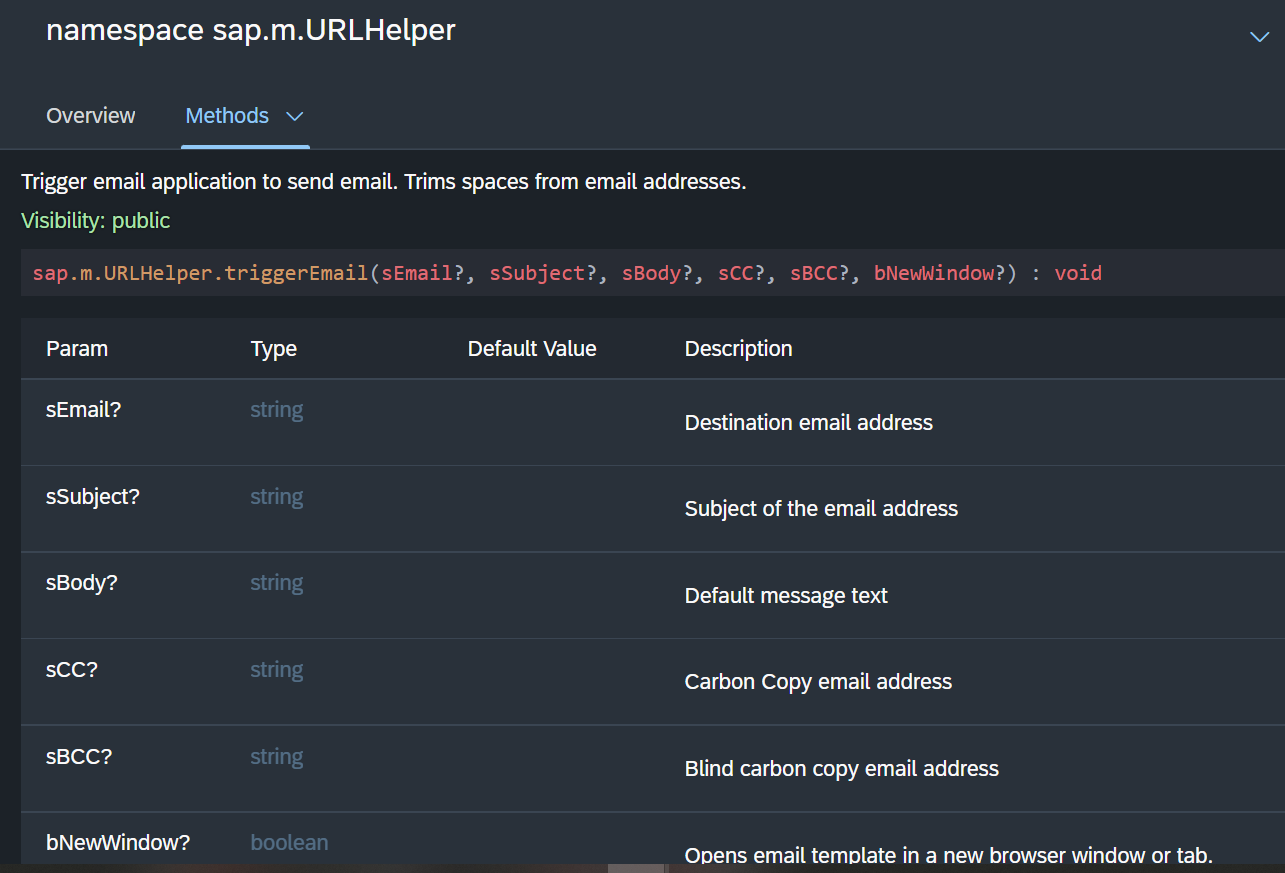 namespace sap.m.URLHelper
Overview Methods
Trigger email application to send email. Trims spaces from email addresses.
Visibility: public
sap.m.URLHelper.triggerEmail(sEmail?, sSubject?, sBody?, sCC?, sBCC?, bNewWindow?) : void
Param Type Default Value Description
sEmail? string Destination email address
sSubject? string Subject of the email address
sBody? string Default message text
sCC? string Carbon Copy email address
sBCC? string Blind carbon copy email address
bNewWindow? boolean Opens email template in a new browser window or tab.